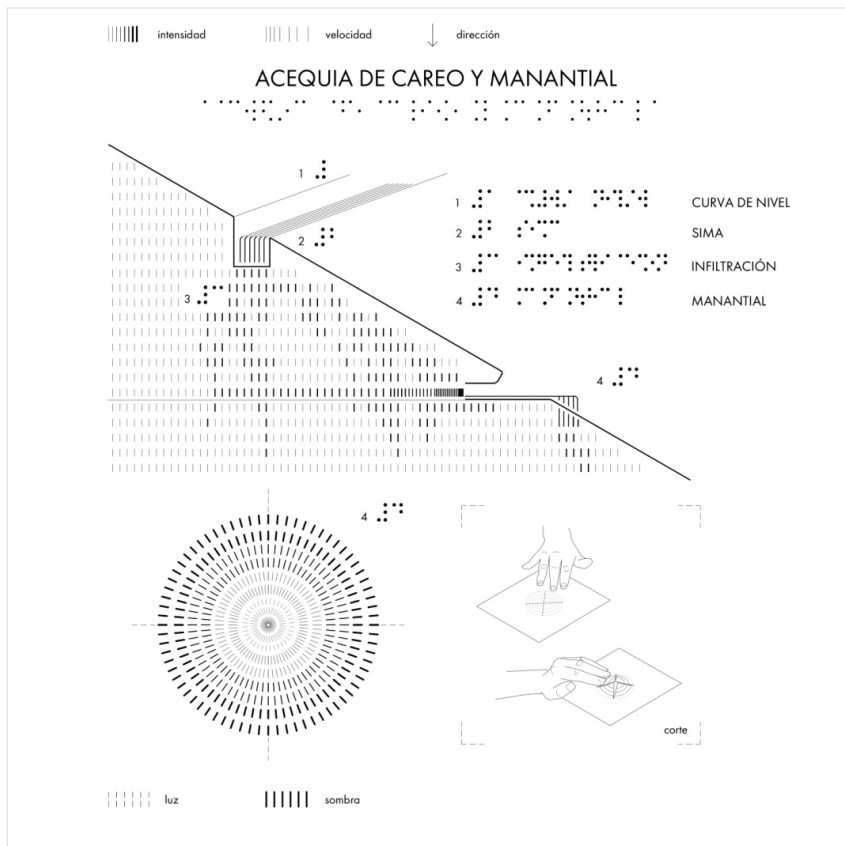 intensidad velocidad dirección
ACEQUIA DE CAREO Y MANANTIAL
1
2
3
1 CURVA DE NIVEL
2 SIMA
3 INFILTRACIÓN
4 MANANTIAL
4
4
corte
luz sombra